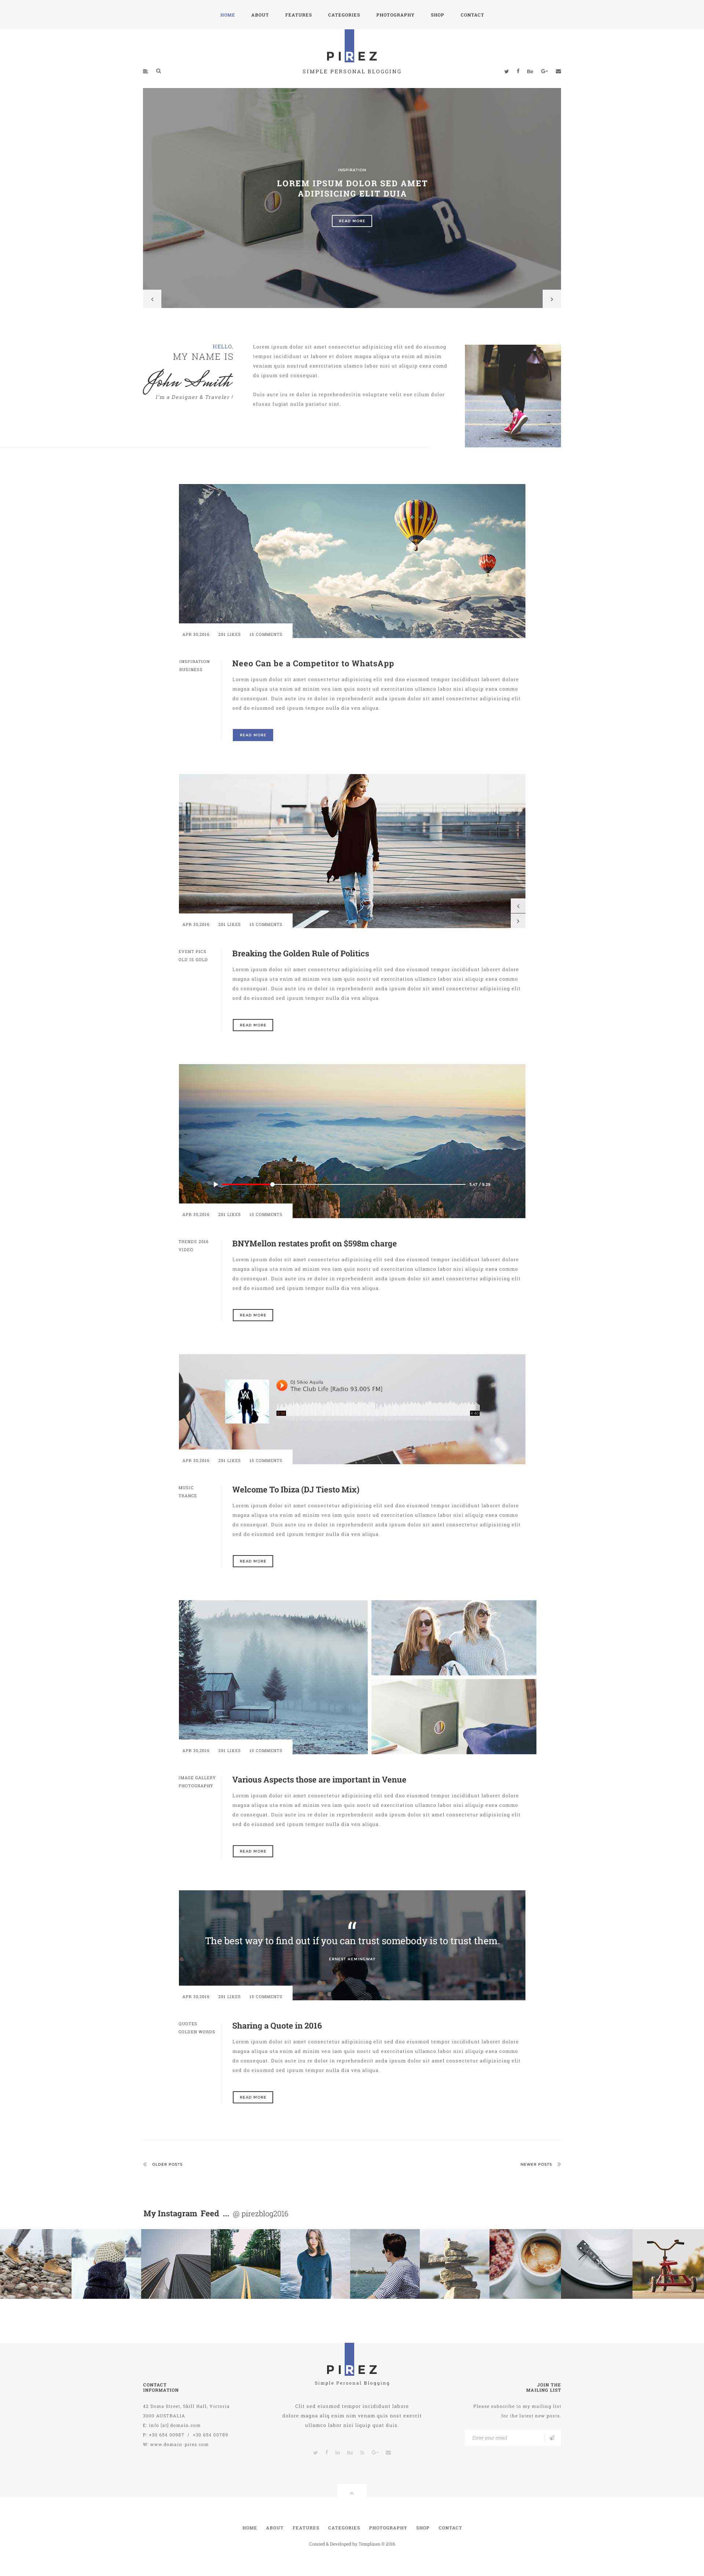 HOME ABOUT FEATURES CATEGORIES PHOTOGRAPHY SHOP CONTACT
PIREZ
SIMPLE PERSONAL BLOGGING
INSPIRATION
LOREM IPSUM DOLOR SED AMET
ADIPISICING ELIT DUIA
READ MORE
HELLO,
MY NAME IS
John Smith
I'm a Designer & Traveler !
Lorem ipsum dolor sit amet consectetur adipisicing elit sed do eiusmog
tempor incididunt ut labore et dolore magna aliqua uta enim ad minim
veniam quis nostrud exercitation ullamco labor nisi ut aliquip exea comd
do ipsum sed consequat.
Duis aute iru re dolor in reprehenderitin voluptate velit sse cilum dolor
etusas fugiat nulla pariatur sint.
APR 30,2016 201 LIKES 15 COMMENTS
INSPIRATION
BUSINESS
Neeo Can be a Competitor to WhatsApp
Lorem ipsum dolor sit amet consectetur adipisicing elit sed dno eiusmod tempor incididunt laboret dolore
magna aliqua uta enim ad minim ven iam quis nostr ud exercitation ullamco labor nisi aliquip exea commo
do consequat. Duis aute iru re dolor in reprehenderit anda ipsum dolor sit amel consectetur adipisicing elit
sed do eiusmod sed ipsum tempor nulla dia ven aliqua.
READ MORE
APR 30,2016 201 LIKES 15 COMMENTS
EVENT PICS
OLD IS GOLD
Breaking the Golden Rule of Politics
Lorem ipsum dolor sit amet consectetur adipisicing elit sed dno eiusmod tempor incididunt laboret dolore
magna aliqua uta enim ad minim ven iam quis nostr ud exercitation ullamco labor nisi aliquip exea commo
do consequat. Duis aute iru re dolor in reprehenderit anda ipsum dolor sit amel consectetur adipisicing elit
sed do eiusmod sed ipsum tempor nulla dia ven aliqua.
READ MORE
5.47 / 9.29
APR 30,2016 201 LIKES 15 COMMENTS
TRENDS 2016
VIDEO
BNYMellon restates profit on $598m charge
Lorem ipsum dolor sit amet consectetur adipisicing elit sed dno eiusmod tempor incididunt laboret dolore
magna aliqua uta enim ad minim ven iam quis nostr ud exercitation ullamco labor nisi aliquip exea commo
do consequat. Duis aute iru re dolor in reprehenderit anda ipsum dolor sit amel consectetur adipisicing elit
sed do eiusmod sed ipsum tempor nulla dia ven aliqua.
READ MORE
DJ Silvio Aquila
The Club Life [Radio 93.005 FM]
APR 30,2016 201 LIKES 15 COMMENTS
MUSIC
TRANCE
Welcome To Ibiza (DJ Tiesto Mix)
Lorem ipsum dolor sit amet consectetur adipisicing elit sed dno eiusmod tempor incididunt laboret dolore
magna aliqua uta enim ad minim ven iam quis nostr ud exercitation ullamco labor nisi aliquip exea commo
do consequat. Duis aute iru re dolor in reprehenderit anda ipsum dolor sit amel consectetur adipisicing elit
sed do eiusmod sed ipsum tempor nulla dia ven aliqua.
READ MORE
APR 30,2016 201 LIKES 15 COMMENTS
IMAGE GALLERY
PHOTOGRAPHY
Various Aspects those are important in Venue
Lorem ipsum dolor sit amet consectetur adipisicing elit sed dno eiusmod tempor incididunt laboret dolore
magna aliqua uta enim ad minim ven iam quis nostr ud exercitation ullamco labor nisi aliquip exea commo
do consequat. Duis aute iru re dolor in reprehenderit anda ipsum dolor sit amel consectetur adipisicing elit
sed do eiusmod sed ipsum tempor nulla dia ven aliqua.
READ MORE
“
The best way to find out if you can trust somebody is to trust them.
ERNEST HEMINGWAY
APR 30,2016 201 LIKES 15 COMMENTS
QUOTES
GOLDEN WORDS
Sharing a Quote in 2016
Lorem ipsum dolor sit amet consectetur adipisicing elit sed dno eiusmod tempor incididunt laboret dolore
magna aliqua uta enim ad minim ven iam quis nostr ud exercitation ullamco labor nisi aliquip exea commo
do consequat. Duis aute iru re dolor in reprehenderit anda ipsum dolor sit amel consectetur adipisicing elit
sed do eiusmod sed ipsum tempor nulla dia ven aliqua.
READ MORE
OLDER POSTS
NEWER POSTS
My Instagram Feed ... @ pirezblog2016
PIREZ
Simple Personal Blogging
CONTACT
INFORMATION
42 Doma Street, Skill Hall, Victoria
3000 AUSTRALIA
E: info [at] domain.com
P: +30 654 00987 / +30 654 00789
W: www.domain-pirez.com
Clit sed eiusmod tempor incididunt labore
dolore magna aliq enim nim venam quis nost exercit
ullamco labor nisi liquip quat duis
JOIN THE
MAILING LIST
Please subscribe to my mailing list
for the latest new posts.
Enter your email
HOME ABOUT FEATURES CATEGORIES PHOTOGRAPHY SHOP CONTACT
Created & Developed by Templines © 2016